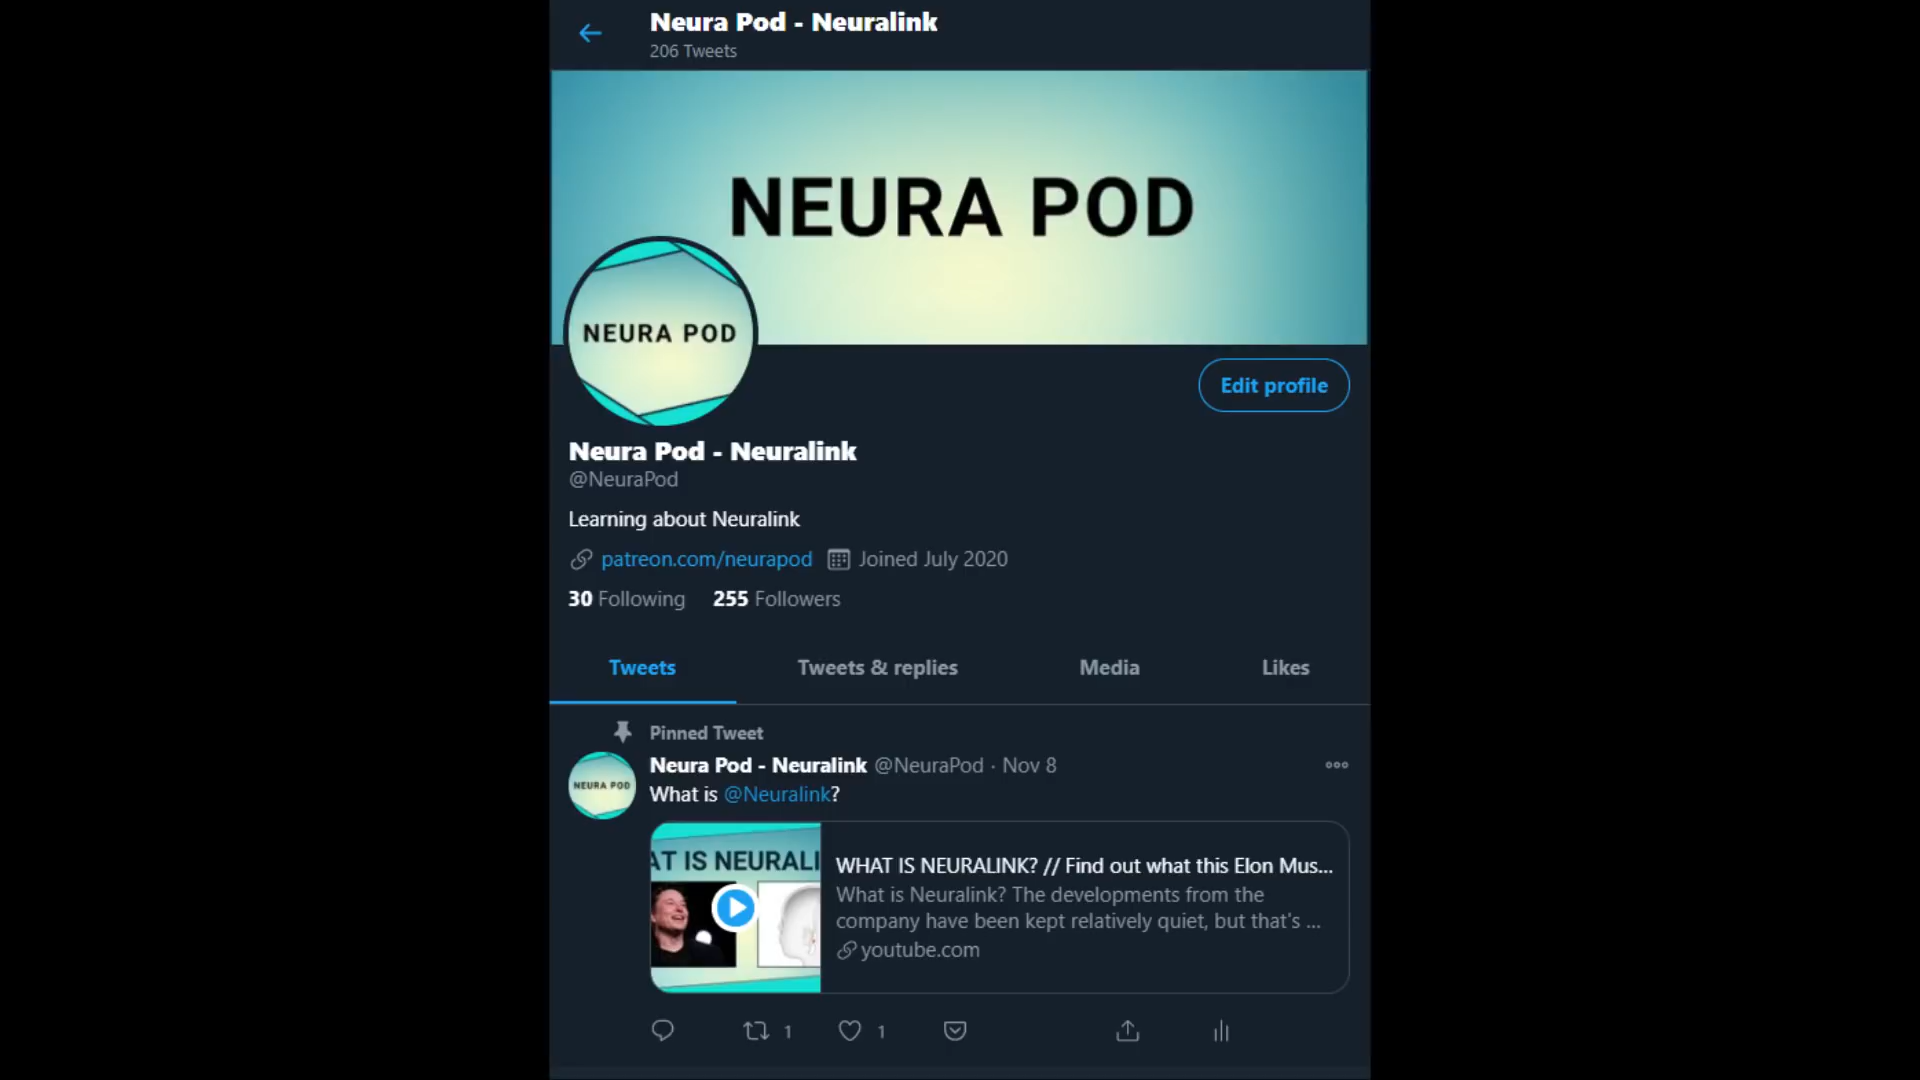 Neura Pod - Neuralink
206 Tweets
NEURA POD
NEURA POD
Edit profile
Neura Pod - Neuralink
@NeuraPod
Learning about Neuralink
patreon.com/neurapod Joined July 2020
30 Following 255 Followers
Tweets Tweets & replies Media Likes
Pinned Tweet
Neura Pod - Neuralink @NeuraPod · Nov 8
NEURA POD
What is @Neuralink?
AT IS NEURALI
WHAT IS NEURALINK? // Find out what this Elon Mus...
What is Neuralink? The developments from the
company have been kept relatively quiet, but that's ...
youtube.com
1 1